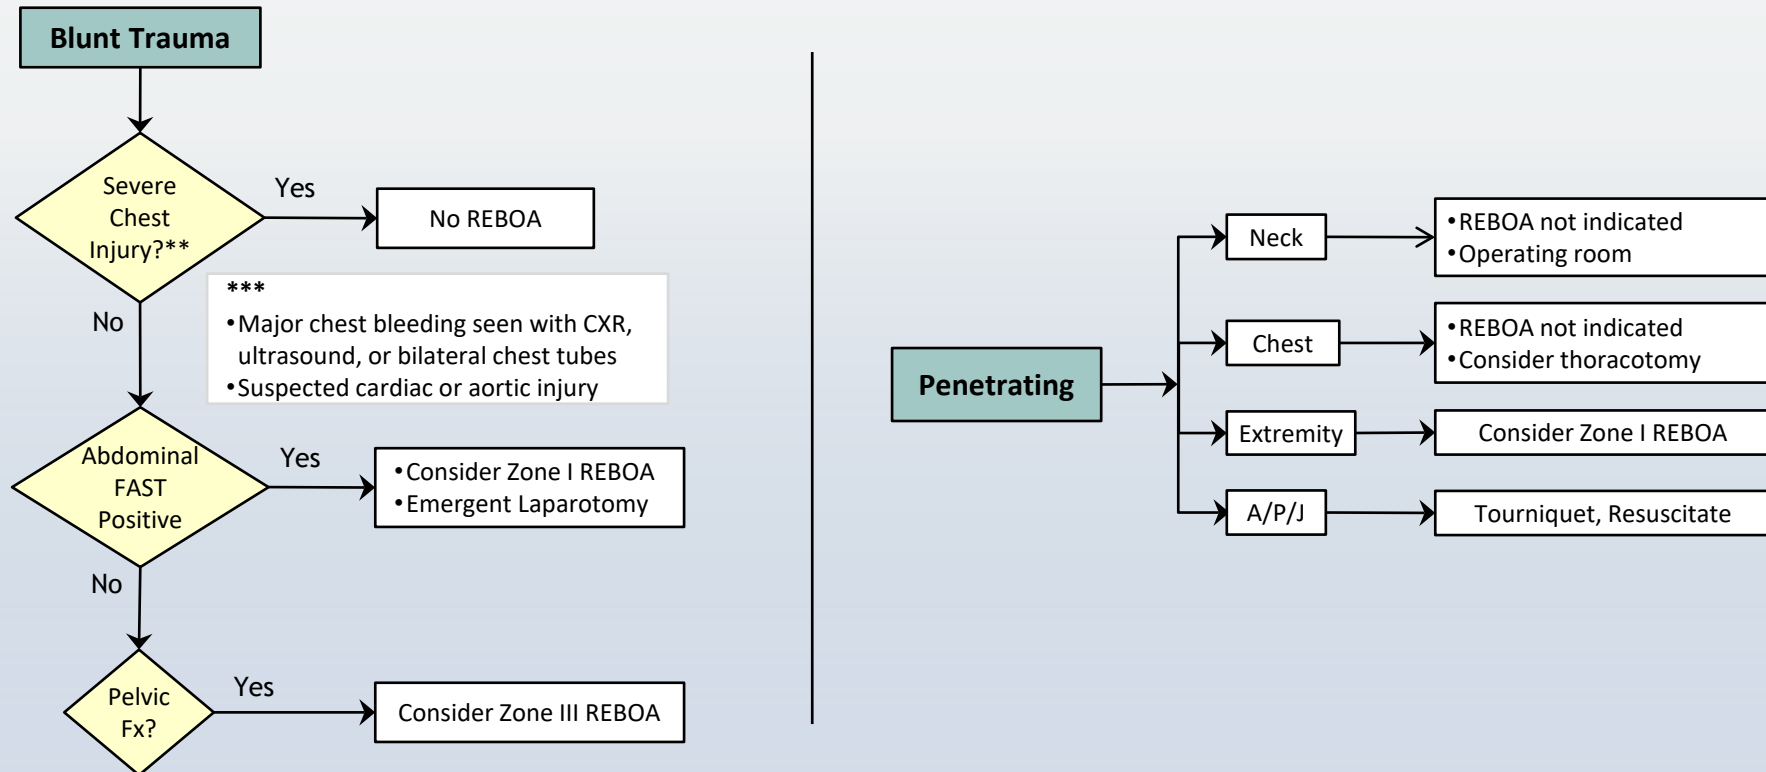 Blunt Trauma
Severe
Chest
Injury?**
Yes
No REBOA
No
***
•Major chest bleeding seen with CXR,
ultrasound, or bilateral chest tubes
•Suspected cardiac or aortic injury
Abdominal
FAST
Positive
Yes
•Consider Zone I REBOA
•Emergent Laparotomy
No
Pelvic
Fx?
Yes
Consider Zone III REBOA
Penetrating
Neck
•REBOA not indicated
•Operating room
Chest
•REBOA not indicated
•Consider thoracotomy
Extremity
Consider Zone I REBOA
A/P/J
Tourniquet, Resuscitate